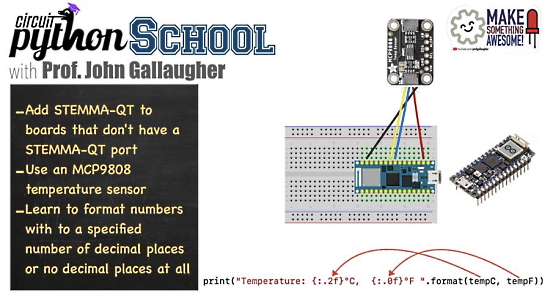 circuit
python SCHOOL
with Prof. John Gallaugher
MAKE
SOMETHING
AWESOME!
–Add STEMMA-QT to
boards that don't have a
STEMMA-QT port
–Use an MCP9808
temperature sensor
–Learn to format numbers
with to a specified
number of decimal places
or no decimal places at all
MCP9808
print("Temperature: {:.2f}°C,  {:.0f}°F ".format(tempC, tempF))